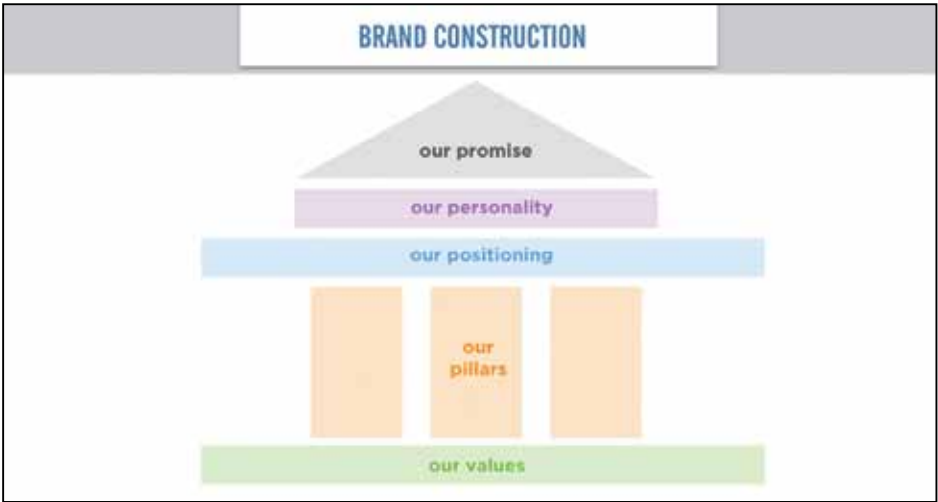 BRAND CONSTRUCTION
our promise
our personality
our positioning
our
pillars
our values